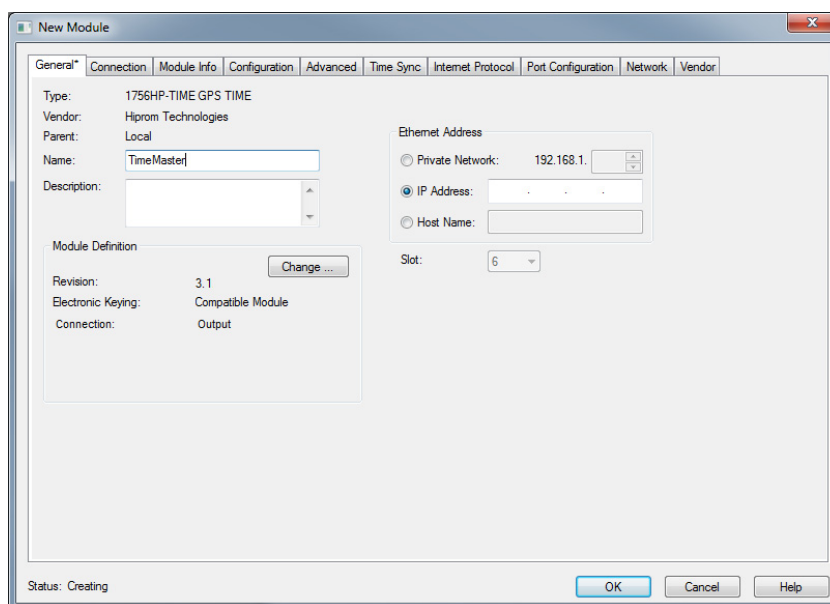 New Module
General* Connection Module Info Configuration Advanced Time Sync Internet Protocol Port Configuration Network Vendor
Type: 1756HP-TIME GPS TIME
Vendor: Hiprom Technologies
Parent: Local
Name: TimeMaster
Description:
Ethernet Address
Private Network: 192.168.1.
IP Address: . . .
Host Name:
Slot: 6
Module Definition
Change ...
Revision: 3.1
Electronic Keying: Compatible Module
Connection: Output
Status: Creating
OK Cancel Help